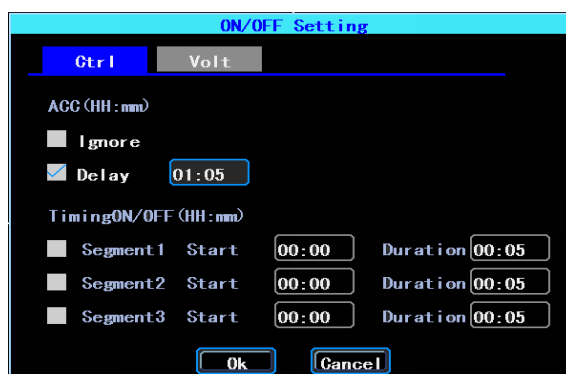 ON/OFF Setting
Ctrl Volt
ACC(HH:mm)
Ignore
Delay 01:05
TimingON/OFF(HH:mm)
Segment1 Start 00:00 Duration 00:05
Segment2 Start 00:00 Duration 00:05
Segment3 Start 00:00 Duration 00:05
Ok Cancel